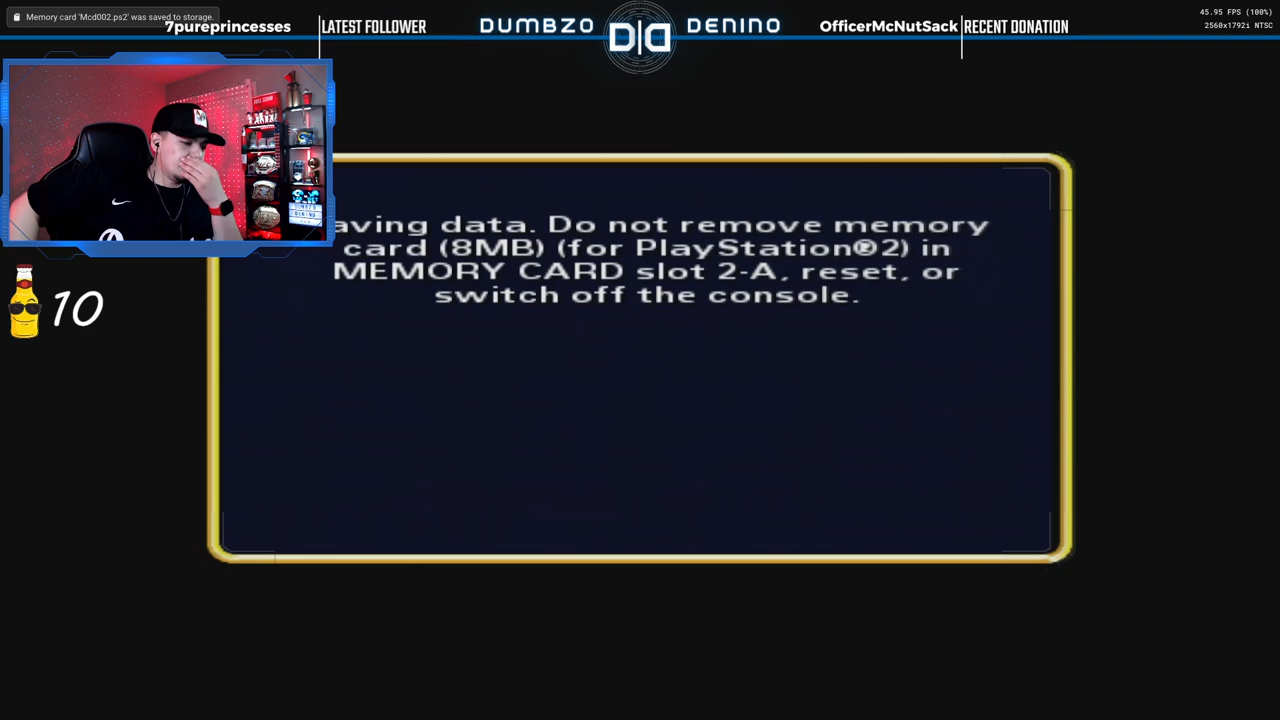 Memory card 'Mcd002.ps2' was saved to storage.
7pureprincesses
LATEST FOLLOWER
DUMBZO
D|D
DENINO
OfficerMcNutSack
RECENT DONATION
45.95 FPS (100%)
2560x1792i NTSC
aving data. Do not remove memory
card (8MB) (for PlayStation®2) in
MEMORY CARD slot 2-A, reset, or
switch off the console.
10